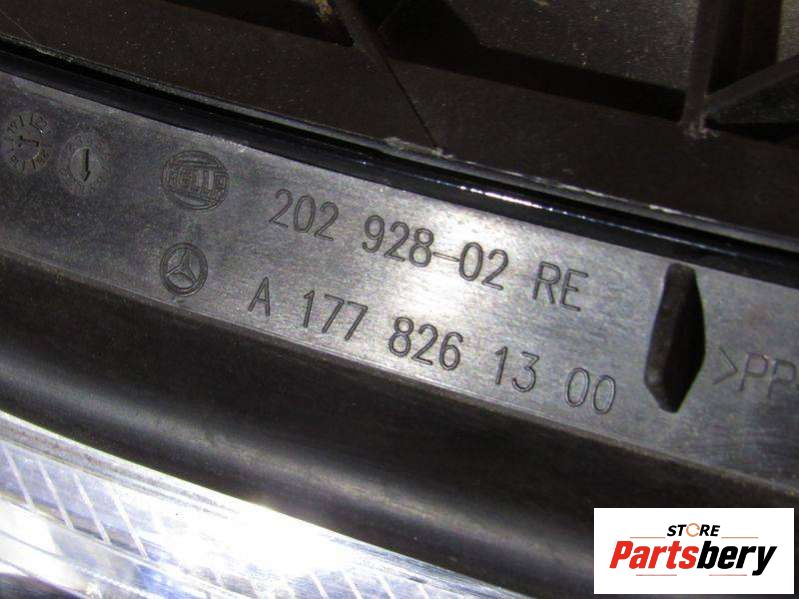 HELLA
202 928-02 RE
A 177 826 13 00
>PP
STORE
Partsbery